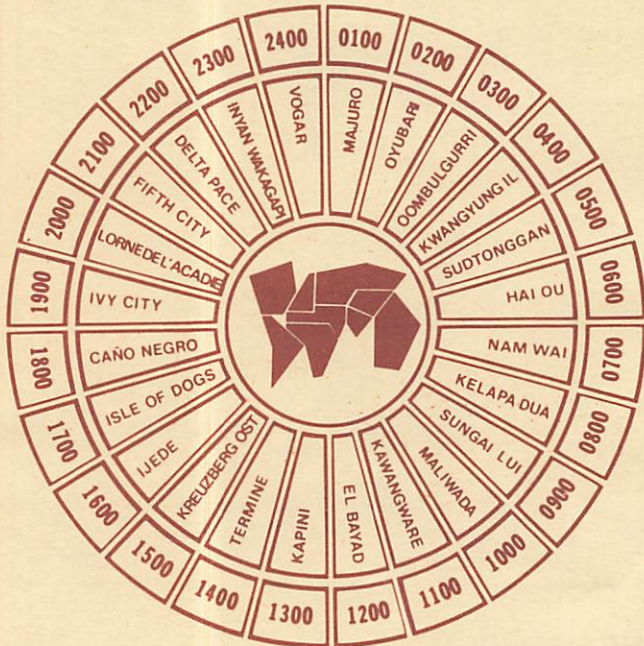 2400
0100
0200
0300
0400
0500
0600
0700
0800
0900
1000
1100
1200
1300
1400
1500
1600
1700
1800
1900
2000
2100
2200
2300
VOGAR
MAJURO
OYUBARI
OOMBULGURRI
KWANGYUNG IL
SUDTONGGAN
HAI OU
NAM WAI
KELAPA DUA
SUNGAI LUI
MALIWADA
KAWANGWARE
EL BAYAD
KAPINI
TERMINE
KREUZBERG OST
IJEDE
ISLE OF DOGS
CAÑO NEGRO
IVY CITY
LORNEDEL'ACADIE
FIFTH CITY
DELTA PACE
INYAN WAKAGAPI